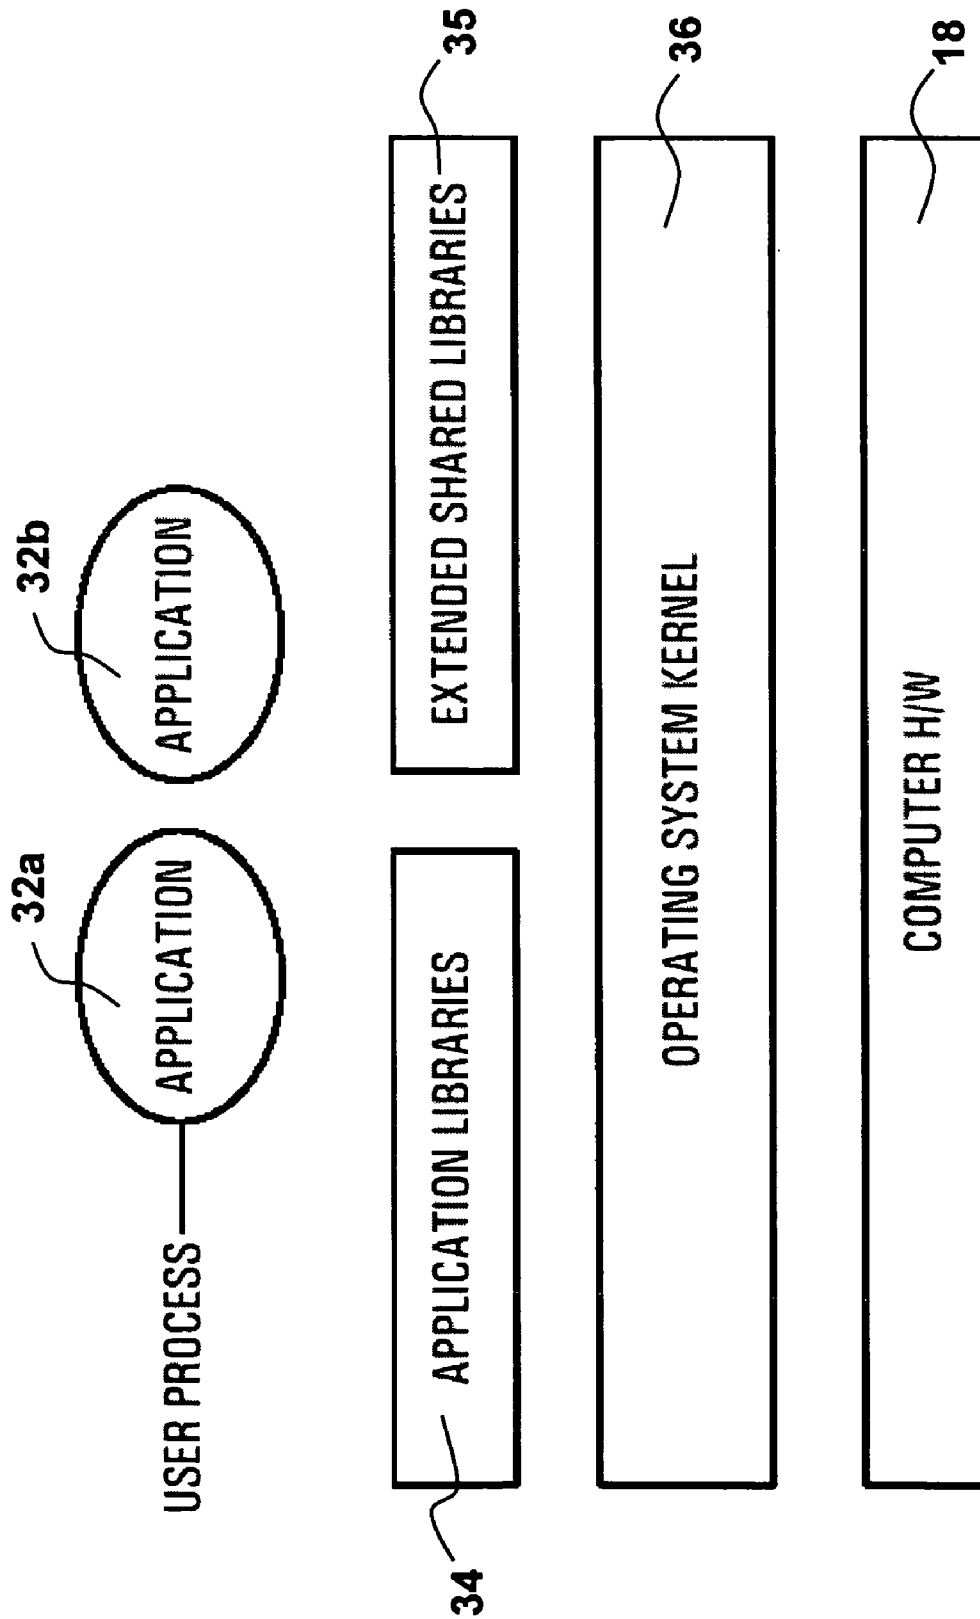 32a
32b
USER PROCESS
APPLICATION
APPLICATION
34
APPLICATION LIBRARIES
EXTENDED SHARED LIBRARIES
35
OPERATING SYSTEM KERNEL
36
COMPUTER H/W
18